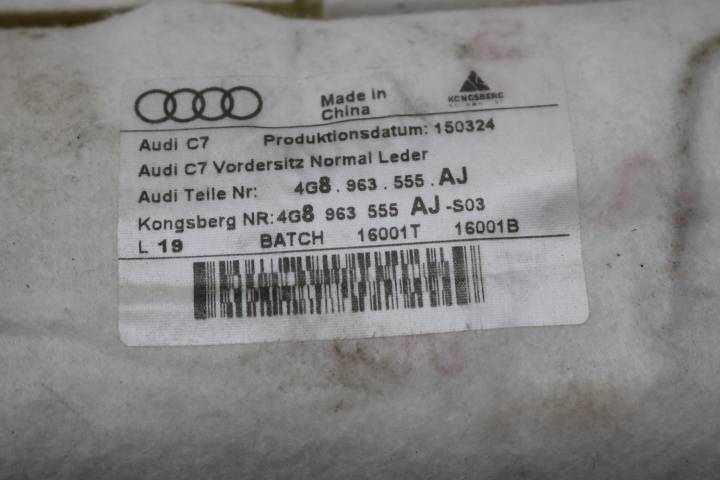 Made in
China
KONGSBERG
Audi C7 Produktionsdatum: 150324
Audi C7 Vordersitz Normal Leder
Audi Teile Nr: 4G8 . 963 . 555 . AJ
Kongsberg NR: 4G8 963 555 AJ -S03
L 19 BATCH 16001T 16001B